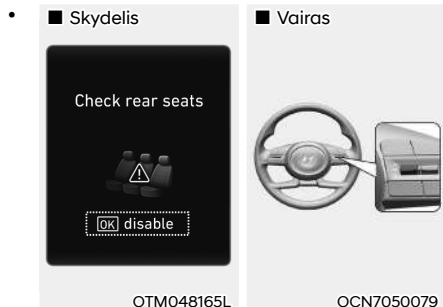 • ■ Skydelis
Check rear seats
OK disable
OTM048165L
■ Vairas
OCN7050079